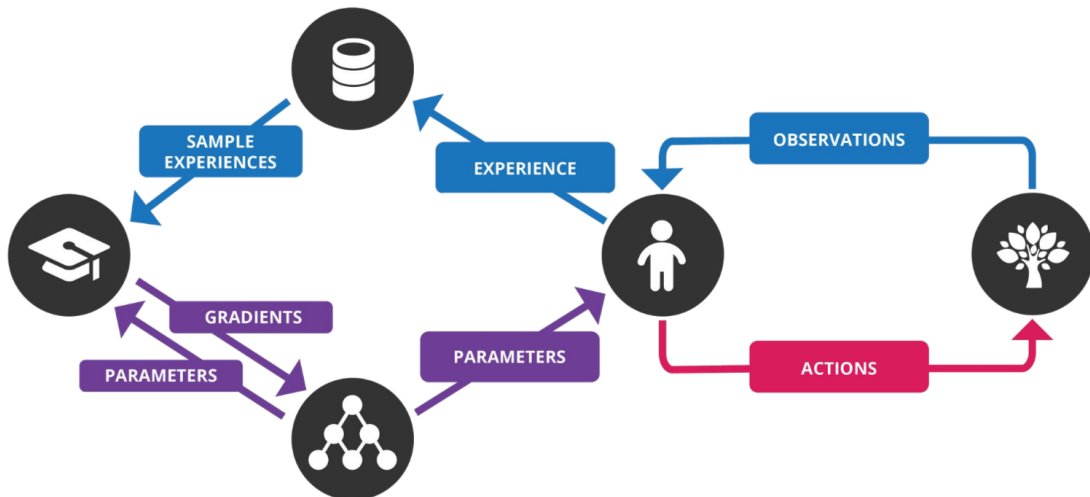 SAMPLE
EXPERIENCES
EXPERIENCE
OBSERVATIONS
GRADIENTS
PARAMETERS
PARAMETERS
ACTIONS